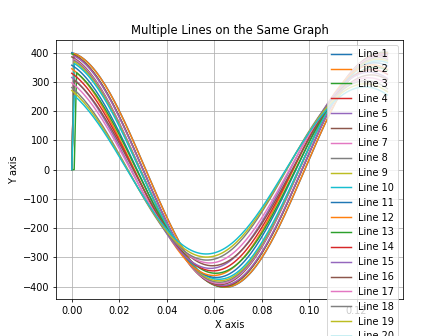 Multiple Lines on the Same Graph
Y axis
400
300
200
100
0
−100
−200
−300
−400
0.00
0.02
0.04
0.06
0.08
0.10
X axis
Line 1
Line 2
Line 3
Line 4
Line 5
Line 6
Line 7
Line 8
Line 9
Line 10
Line 11
Line 12
Line 13
Line 14
Line 15
Line 16
Line 17
Line 18
Line 19
Line 20